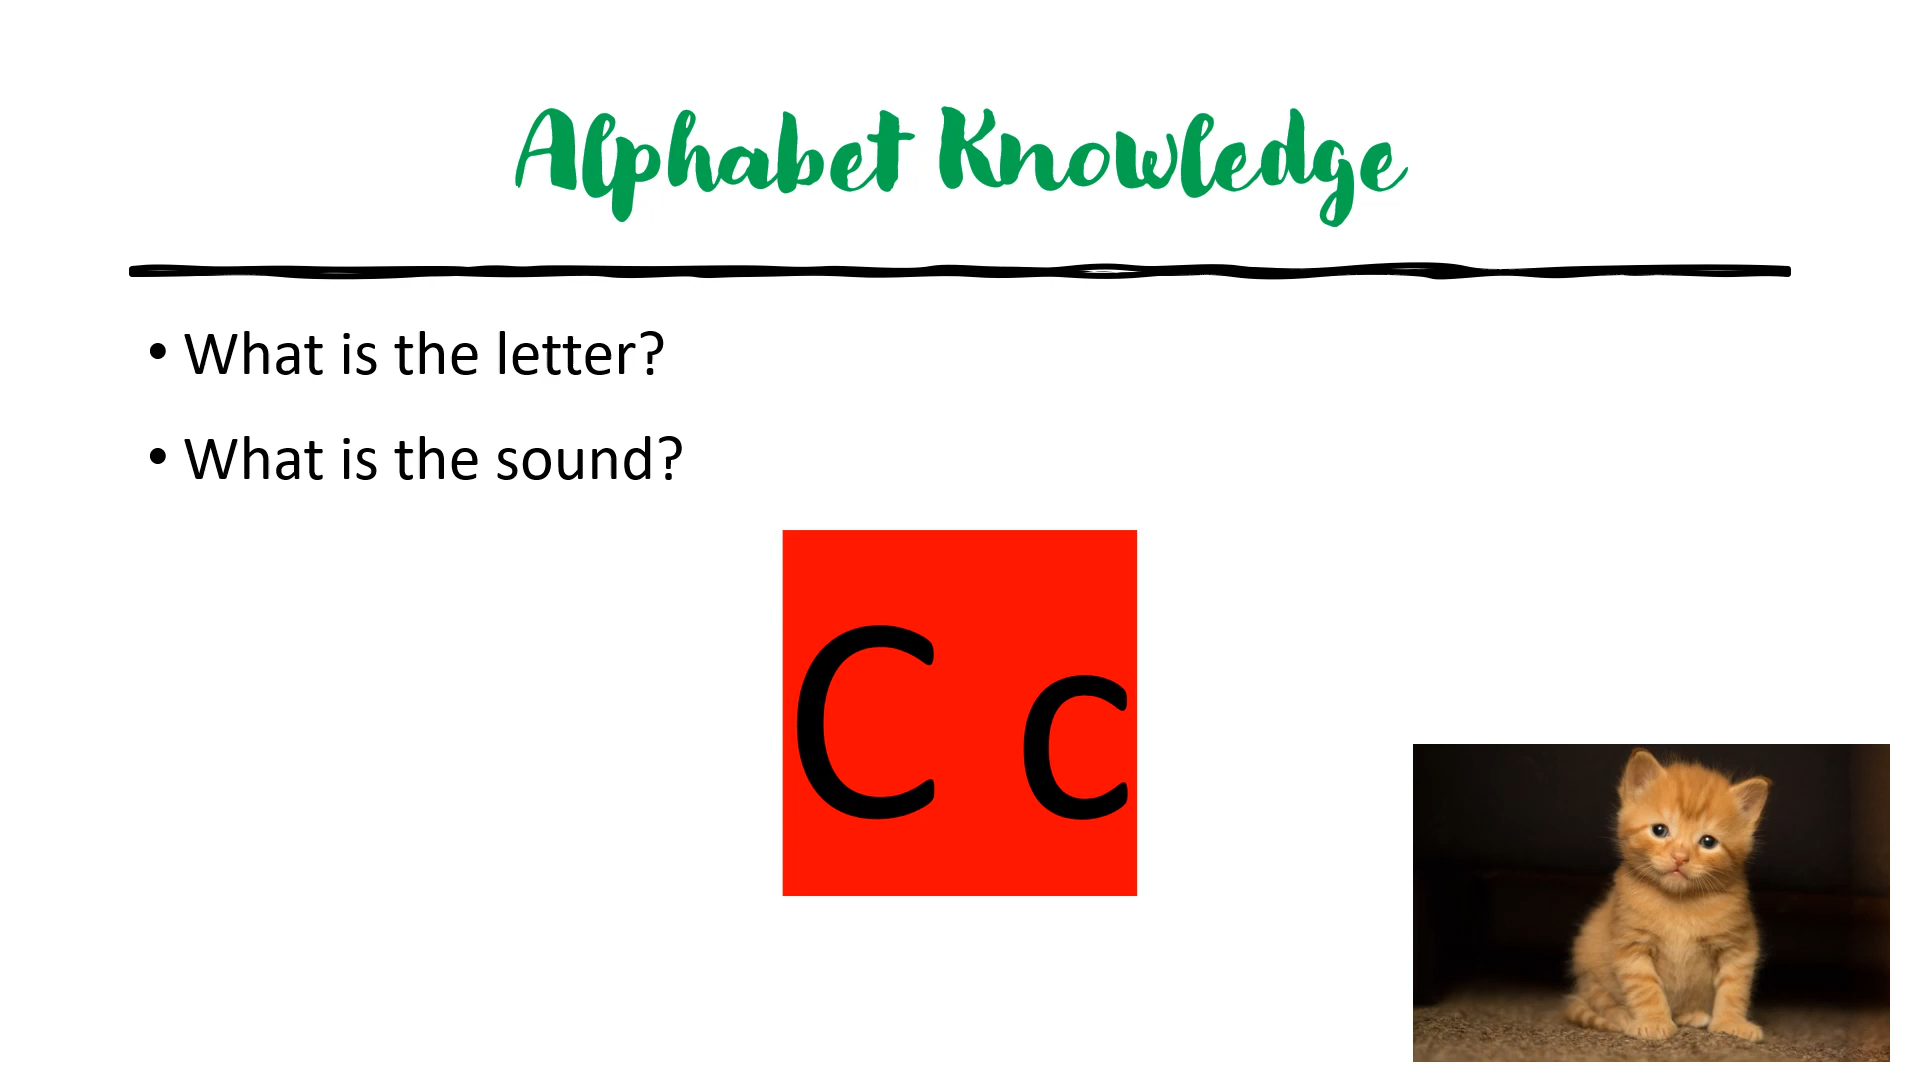 Alphabet Knowledge
• What is the letter?
• What is the sound?
C c